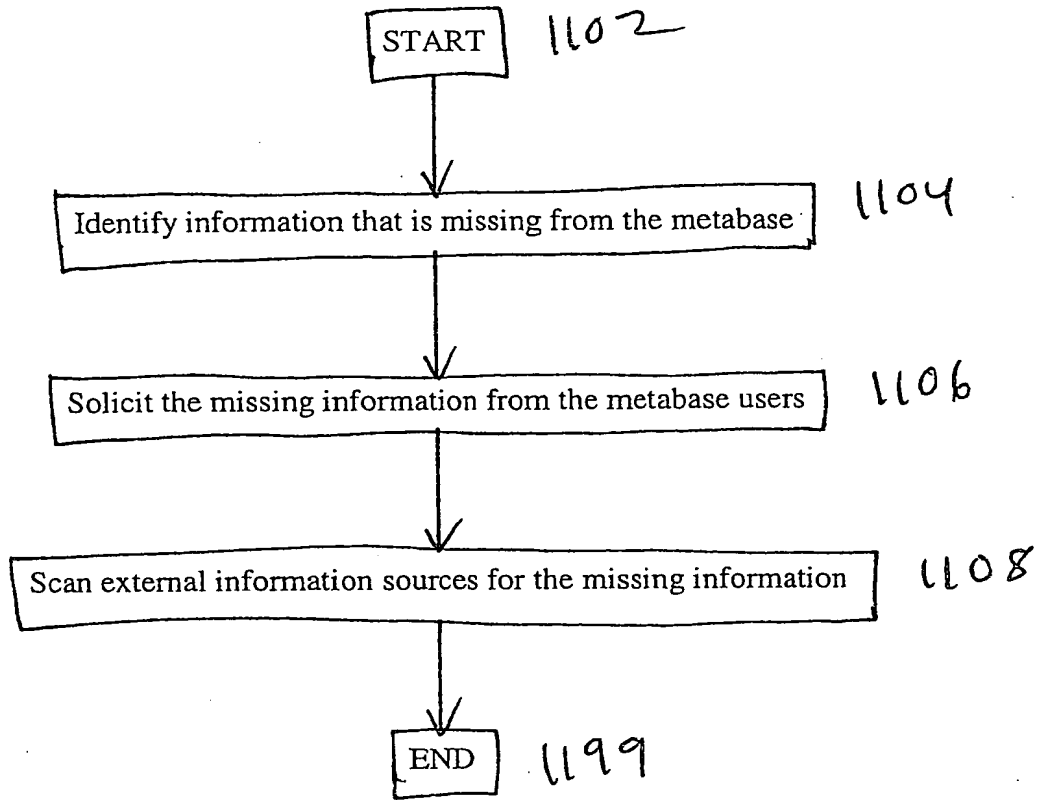 START 1102
Identify information that is missing from the metabase 1104
Solicit the missing information from the metabase users 1106
Scan external information sources for the missing information 1108
END 1199